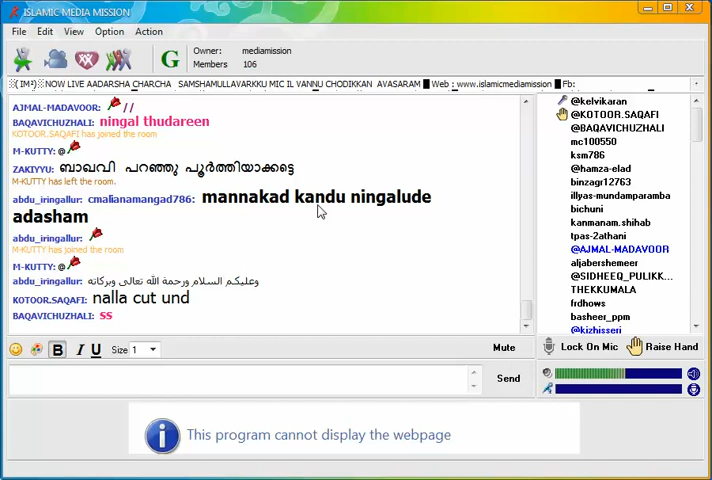 ISLAMIC MEDIA MISSION
File Edit View Option Action
Owner: mediamission
Members 106
G
░( IM²) NOW LIVE AADARSHA CHARCHA SAMSHAMULLAVARKKU MIC IL VANNU CHODIKKAN AVASARAM █ Web : www.islamicmediamission █ Fb:
AJMAL-MADAVOOR: //
BAQAVICHUZHALI: ningal thudareen
KOTOOR.SAQAFI has joined the room
M-KUTTY: @
ZAKIYYU: ബാഖവി പറഞ്ഞു പൂര്‍ത്തിയാക്കട്ടെ
M-KUTTY has left the room.
abdu_iringallur: cmalianamangad786: mannakad kandu ningalude
adasham
abdu_iringallur:
M-KUTTY has joined the room
M-KUTTY: @
abdu_iringallur: وعليكم السلام ورحمة الله تعالى وبركاته
KOTOOR.SAQAFI: nalla cut und
BAQAVICHUZHALI: ss
@kelvikaran
@KOTOOR.SAQAFI
@BAQAVICHUZHALI
mc100550
ksm786
@hamza-elad
binzagr12763
illyas-mundamparamba
bichuni
kanmanam.shihab
tpas-2athani
@AJMAL-MADAVOOR
aljabershemeer
@SIDHEEQ_PULIKK...
THEKKUMALA
frdhows
basheer_ppm
@kizhisseri
B I U Size 1 Mute
Lock On Mic Raise Hand
Send
This program cannot display the webpage